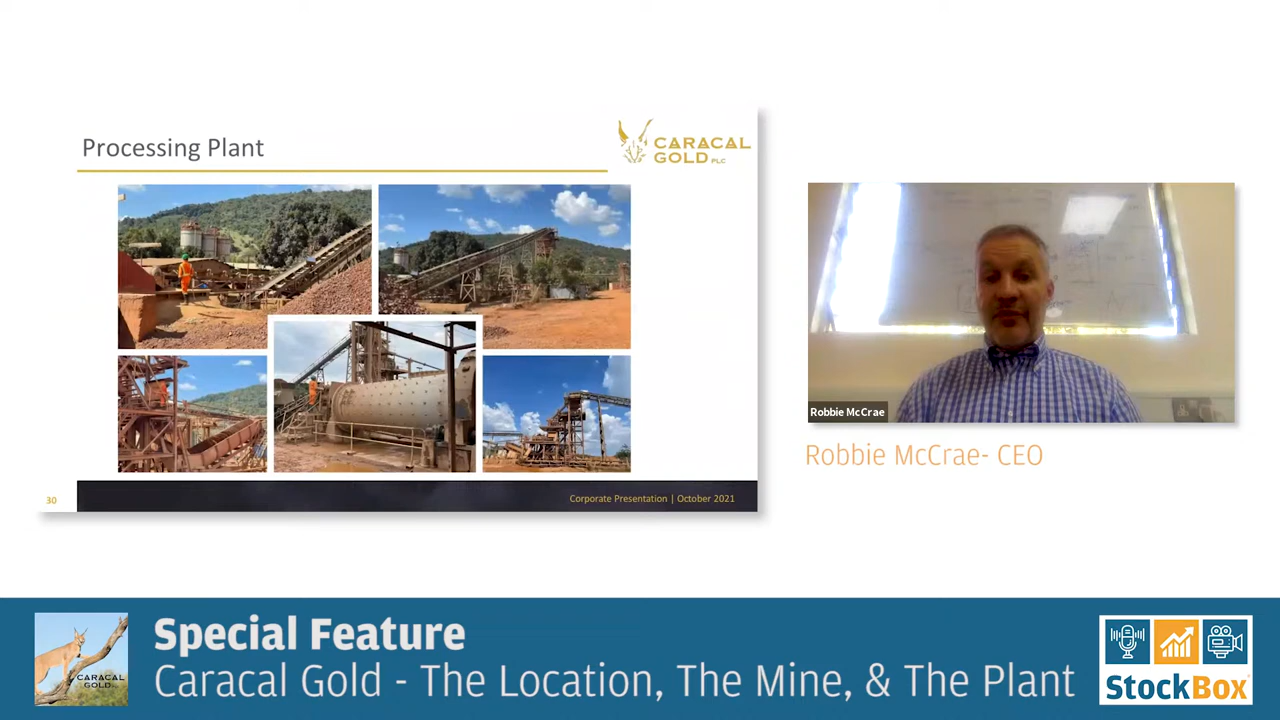 Processing Plant
CARACAL
GOLD PLC
30
Corporate Presentation | October 2021
Robbie McCrae
Robbie McCrae- CEO
CARACAL
GOLD
Special Feature
Caracal Gold - The Location, The Mine, & The Plant
StockBox